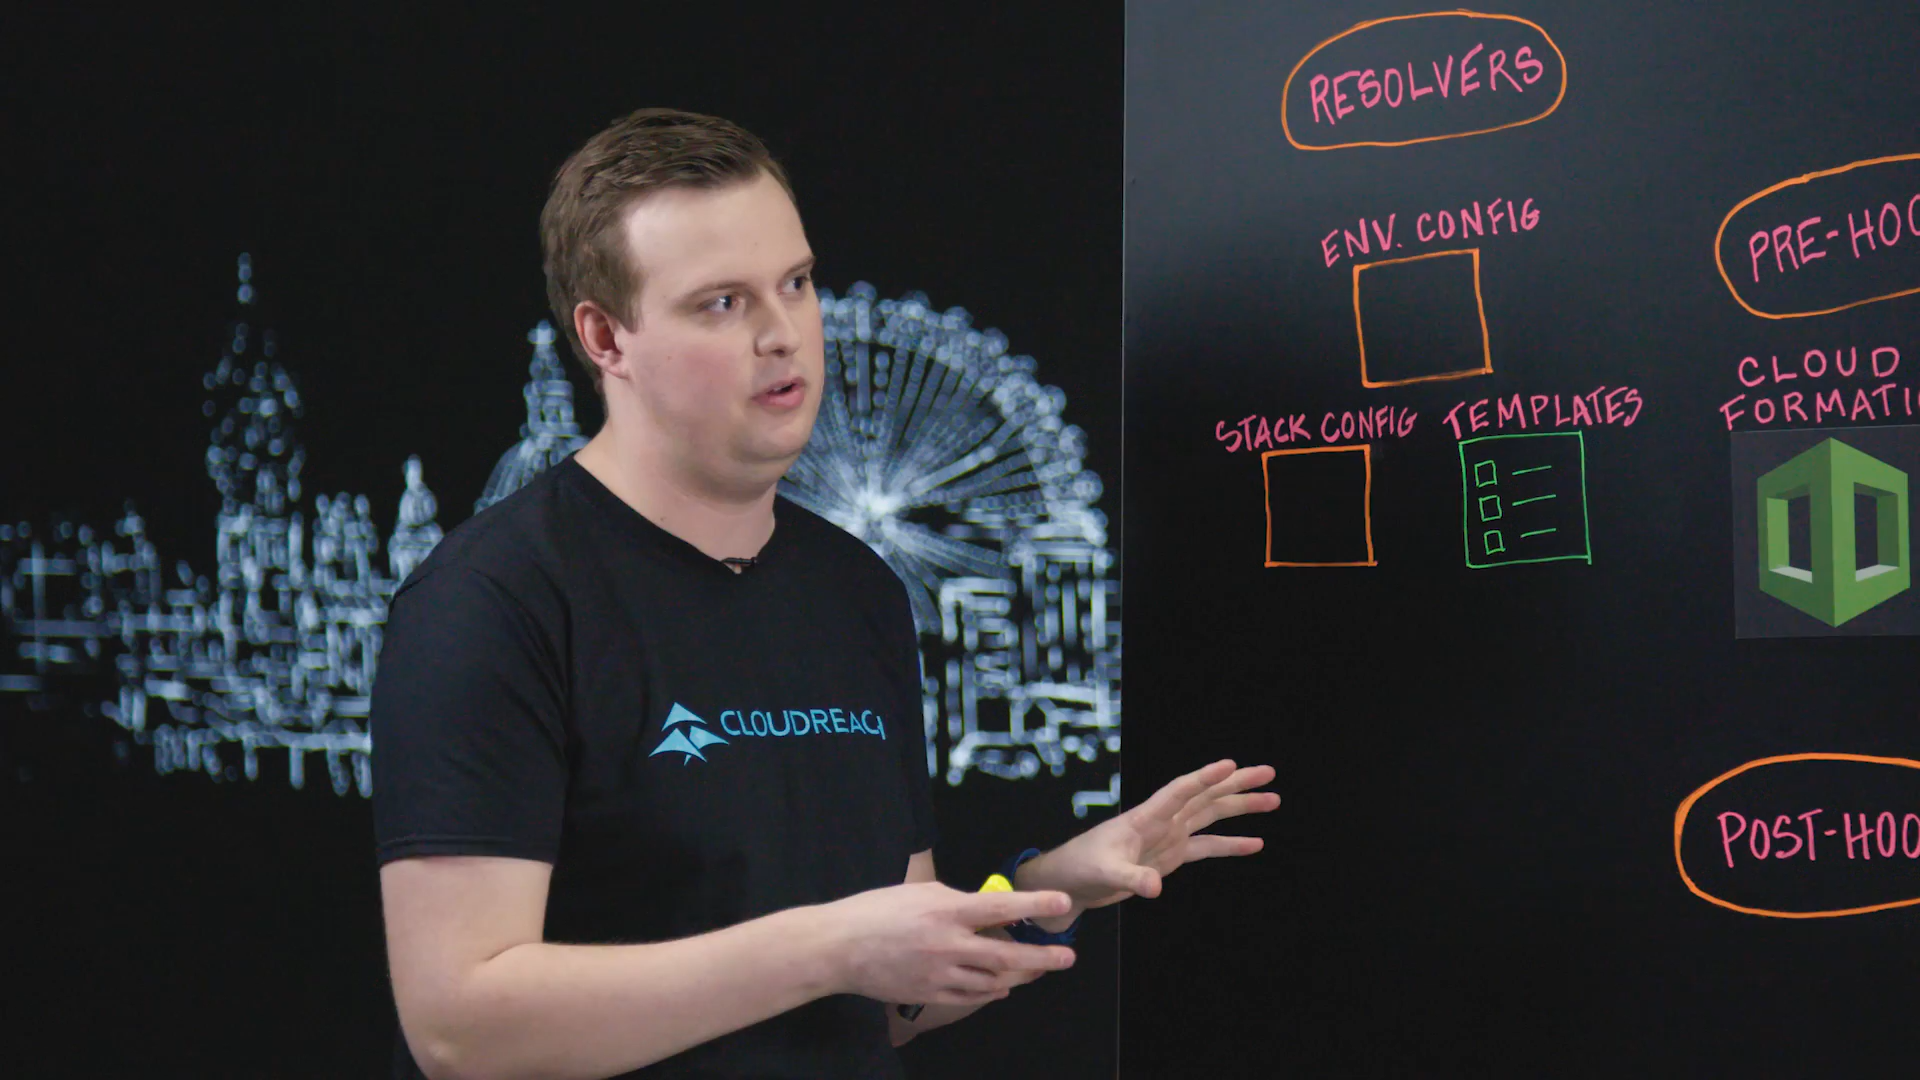 RESOLVERS
ENV. CONFIG
PRE-HOO
STACK CONFIG
TEMPLATES
CLOUD
FORMATI
CLOUDREACH
POST-HOO